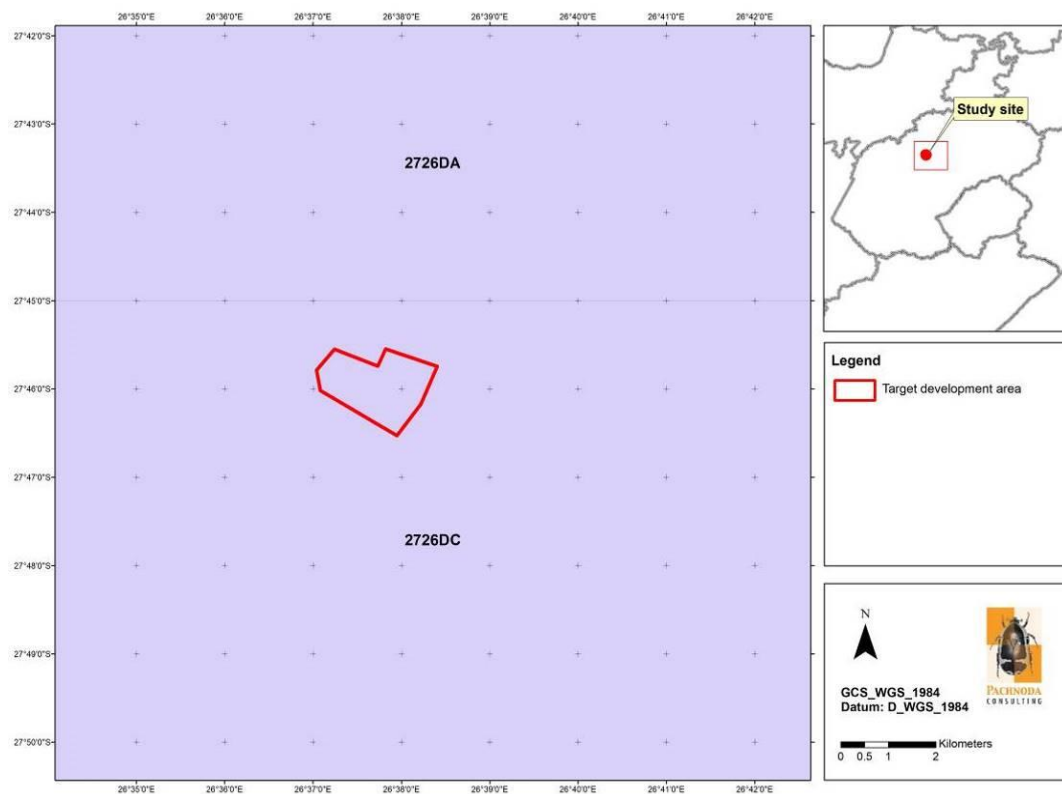 26°35'0"E 26°36'0"E 26°37'0"E 26°38'0"E 26°39'0"E 26°40'0"E 26°41'0"E 26°42'0"E
27°42'0"S
27°43'0"S
27°44'0"S
27°45'0"S
27°46'0"S
27°47'0"S
27°48'0"S
27°49'0"S
27°50'0"S
2726DA
2726DC
26°35'0"E 26°36'0"E 26°37'0"E 26°38'0"E 26°39'0"E 26°40'0"E 26°41'0"E 26°42'0"E
Study site
Legend
Target development area
N
PACHNODA
CONSULTING
GCS_WGS_1984
Datum: D_WGS_1984
Kilometers
0 0.5 1 2